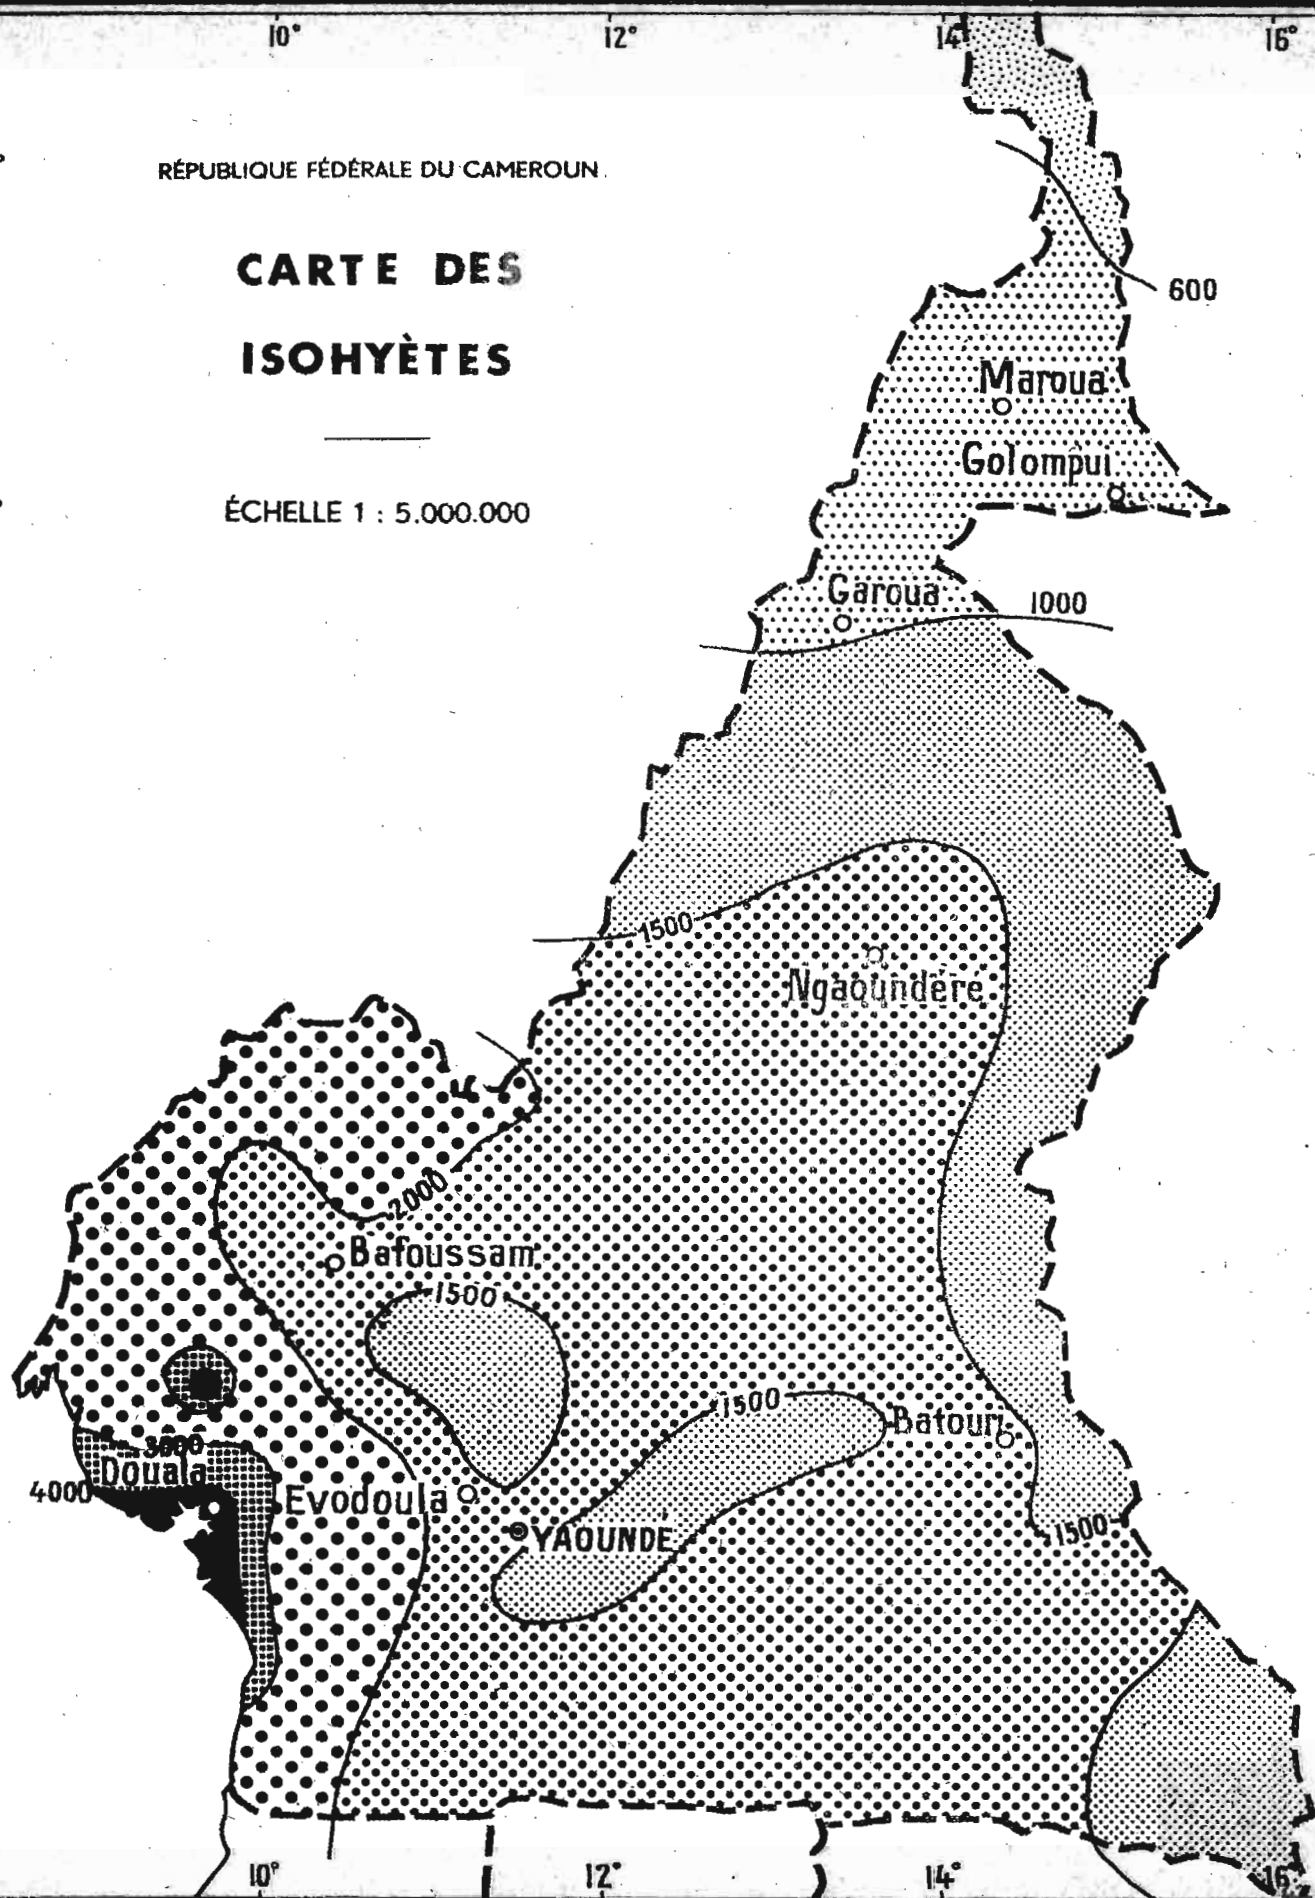 10° 12° 14° 16°
RÉPUBLIQUE FÉDÉRALE DU CAMEROUN
CARTE DES
ISOHYÈTES
ÉCHELLE 1 : 5.000.000
600
Maroua
Golompui
Garoua
1000
1500
Ngaoundéré
2000
Bafoussam
1500
1500
Batouri
3000
Douala
4000
Evodoula
YAOUNDE
1500
10° 12° 14° 16°